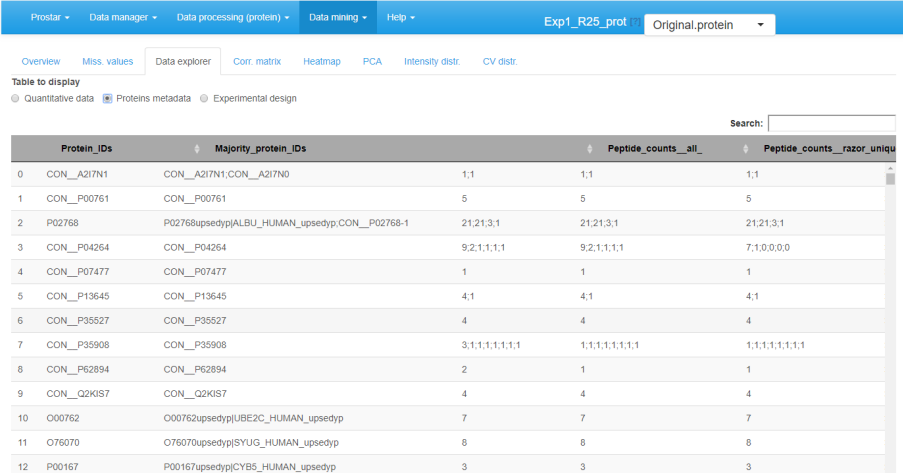 Prostar Data manager Data processing (protein) Data mining Help Exp1_R25_prot [?] Original.protein
Overview Miss. values Data explorer Corr. matrix Heatmap PCA Intensity distr. CV distr.
Table to display
Quantitative data Proteins metadata Experimental design
Search:
Protein_IDs Majority_protein_IDs Peptide_counts__all_ Peptide_counts__razor_uniqu
0 CON__A2I7N1 CON__A2I7N1;CON__A2I7N0 1;1 1;1 1;1
1 CON__P00761 CON__P00761 5 5 5
2 P02768 P02768upsedyp|ALBU_HUMAN_upsedyp;CON__P02768-1 21;21;3;1 21;21;3;1 21;21;3;1
3 CON__P04264 CON__P04264 9;2;1;1;1;1 9;2;1;1;1;1 7;1;0;0;0;0
4 CON__P07477 CON__P07477 1 1 1
5 CON__P13645 CON__P13645 4;1 4;1 4;1
6 CON__P35527 CON__P35527 4 4 4
7 CON__P35908 CON__P35908 3;1;1;1;1;1;1;1 1;1;1;1;1;1;1;1 1;1;1;1;1;1;1;1
8 CON__P62894 CON__P62894 2 1 1
9 CON__Q2KIS7 CON__Q2KIS7 4 4 4
10 O00762 O00762upsedyp|UBE2C_HUMAN_upsedyp 7 7 7
11 O76070 O76070upsedyp|SYUG_HUMAN_upsedyp 8 8 8
12 P00167 P00167upsedyp|CYB5_HUMAN_upsedyp 3 3 3